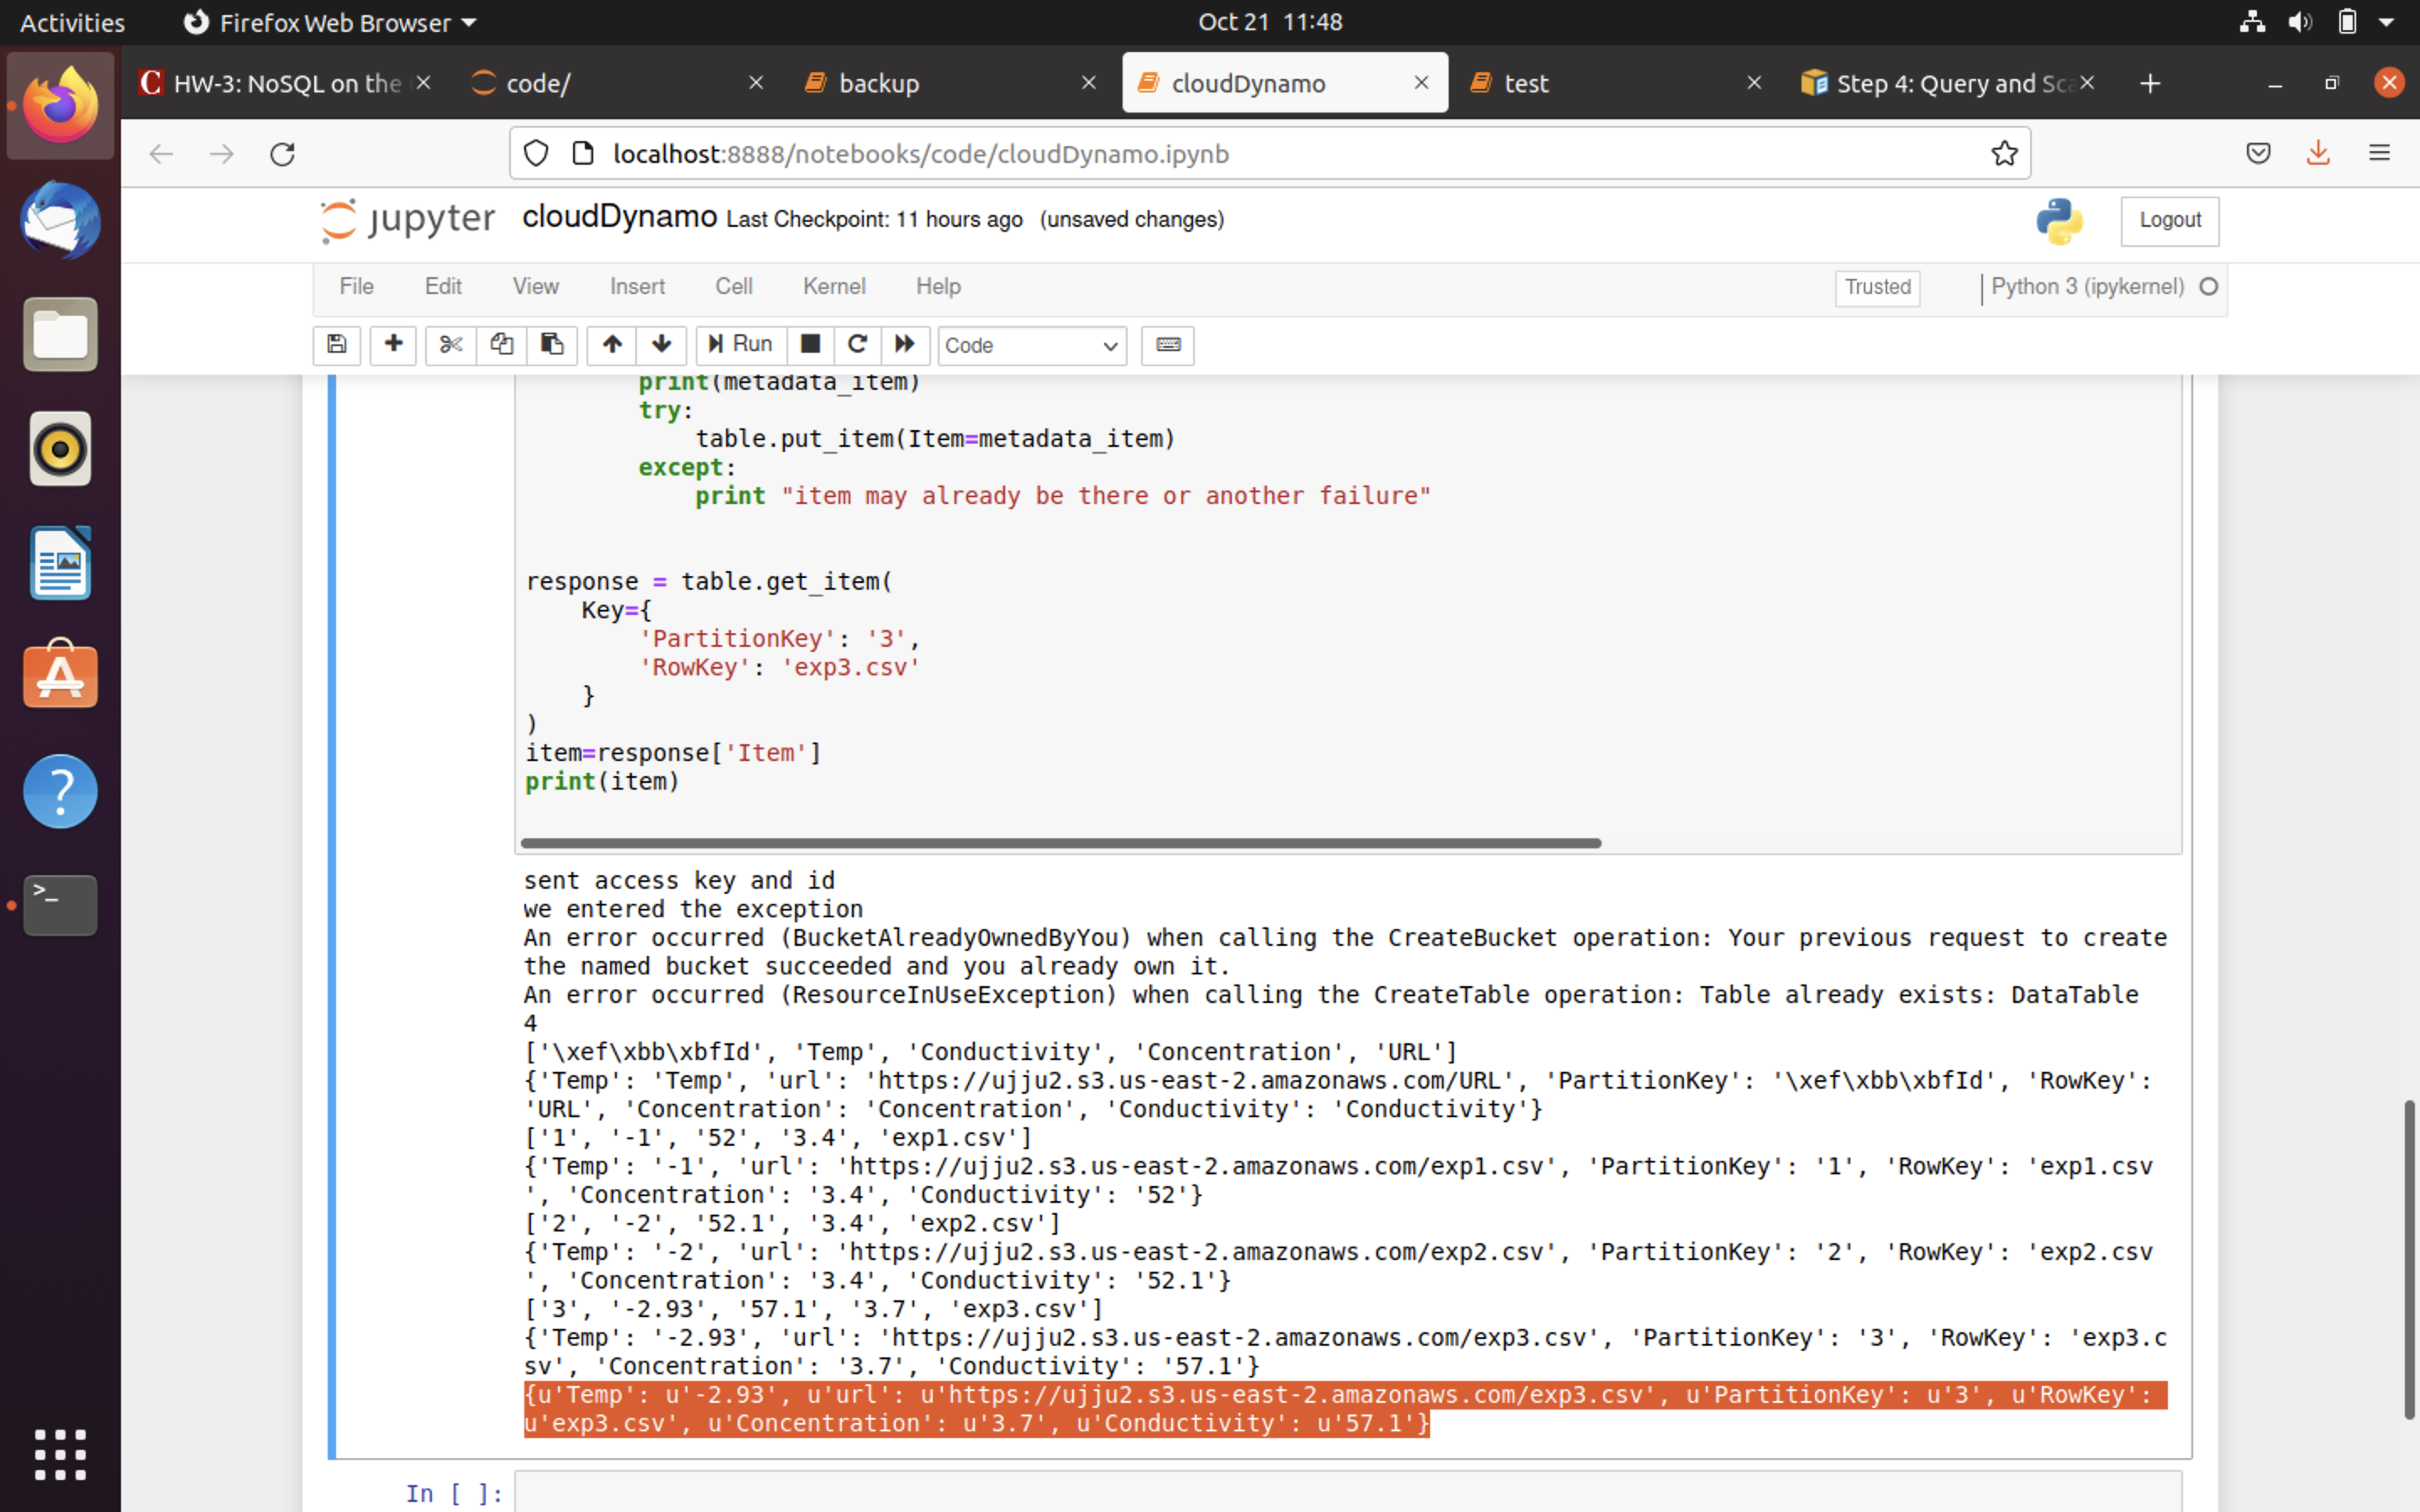 Activities
Firefox Web Browser
Oct 21 11:48
HW-3: NoSQL on the
code/
backup
cloudDynamo
test
Step 4: Query and Sca
localhost:8888/notebooks/code/cloudDynamo.ipynb
jupyter
cloudDynamo Last Checkpoint: 11 hours ago (unsaved changes)
Logout
File Edit View Insert Cell Kernel Help
Trusted
Python 3 (ipykernel)
Run
Code
print(metadata_item)
try:
table.put_item(Item=metadata_item)
except:
print "item may already be there or another failure"
response = table.get_item(
Key={
'PartitionKey': '3',
'RowKey': 'exp3.csv'
}
)
item=response['Item']
print(item)
sent access key and id
we entered the exception
An error occurred (BucketAlreadyOwnedByYou) when calling the CreateBucket operation: Your previous request to create
the named bucket succeeded and you already own it.
An error occurred (ResourceInUseException) when calling the CreateTable operation: Table already exists: DataTable
4
['\xef\xbb\xbfId', 'Temp', 'Conductivity', 'Concentration', 'URL']
{'Temp': 'Temp', 'url': 'https://ujju2.s3.us-east-2.amazonaws.com/URL', 'PartitionKey': '\xef\xbb\xbfId', 'RowKey':
'URL', 'Concentration': 'Concentration', 'Conductivity': 'Conductivity'}
['1', '-1', '52', '3.4', 'exp1.csv']
{'Temp': '-1', 'url': 'https://ujju2.s3.us-east-2.amazonaws.com/exp1.csv', 'PartitionKey': '1', 'RowKey': 'exp1.csv
', 'Concentration': '3.4', 'Conductivity': '52'}
['2', '-2', '52.1', '3.4', 'exp2.csv']
{'Temp': '-2', 'url': 'https://ujju2.s3.us-east-2.amazonaws.com/exp2.csv', 'PartitionKey': '2', 'RowKey': 'exp2.csv
', 'Concentration': '3.4', 'Conductivity': '52.1'}
['3', '-2.93', '57.1', '3.7', 'exp3.csv']
{'Temp': '-2.93', 'url': 'https://ujju2.s3.us-east-2.amazonaws.com/exp3.csv', 'PartitionKey': '3', 'RowKey': 'exp3.c
sv', 'Concentration': '3.7', 'Conductivity': '57.1'}
{u'Temp': u'-2.93', u'url': u'https://ujju2.s3.us-east-2.amazonaws.com/exp3.csv', u'PartitionKey': u'3', u'RowKey':
u'exp3.csv', u'Concentration': u'3.7', u'Conductivity': u'57.1'}
In [ ]: